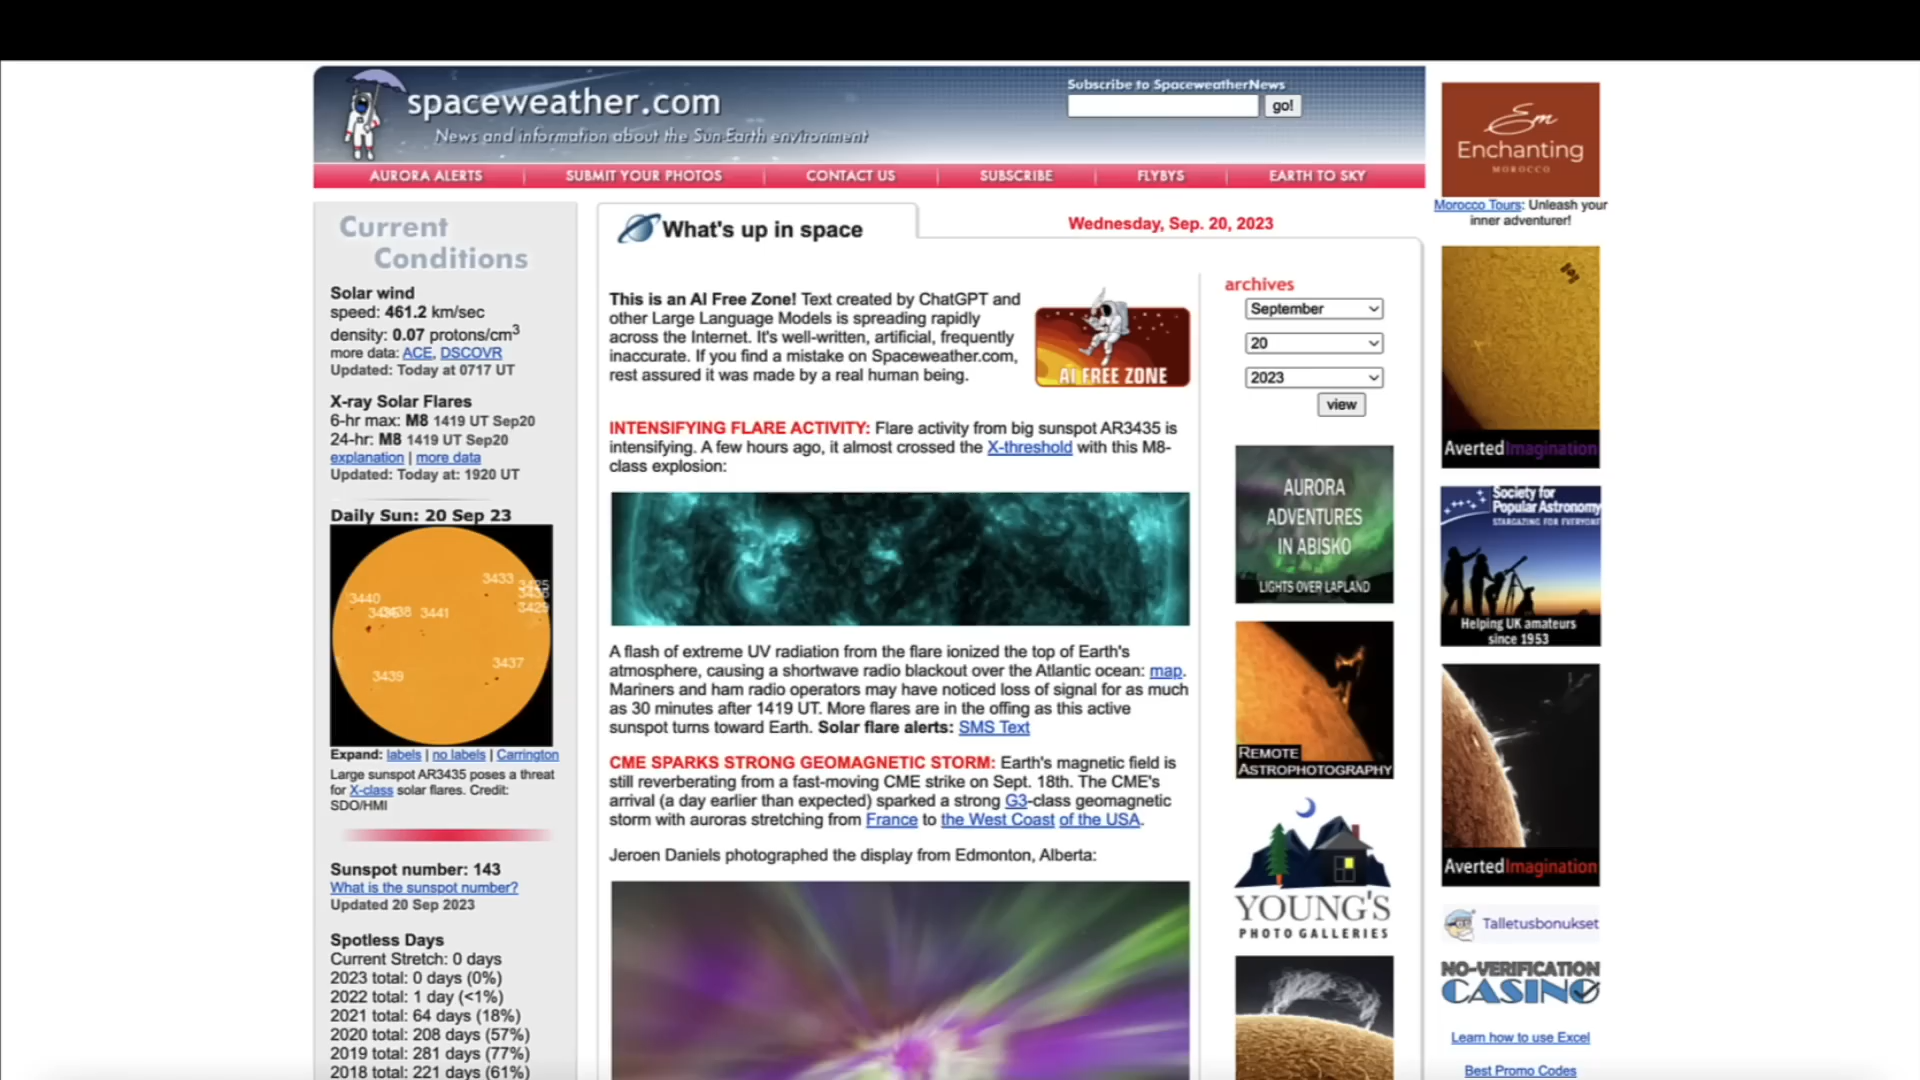 spaceweather.com
News and information about the Sun-Earth environment
Subscribe to SpaceweatherNews
go!
AURORA ALERTS | SUBMIT YOUR PHOTOS | CONTACT US | SUBSCRIBE | FLYBYS | EARTH TO SKY
Current
Conditions
Solar wind
speed: 461.2 km/sec
density: 0.07 protons/cm3
more data: ACE, DSCOVR
Updated: Today at 0717 UT
X-ray Solar Flares
6-hr max: M8 1419 UT Sep20
24-hr: M8 1419 UT Sep20
explanation | more data
Updated: Today at: 1920 UT
Daily Sun: 20 Sep 23
3433
3440
3438
3441
3429
3437
3439
Expand: labels | no labels | Carrington
Large sunspot AR3435 poses a threat
for X-class solar flares. Credit:
SDO/HMI
Sunspot number: 143
What is the sunspot number?
Updated 20 Sep 2023
Spotless Days
Current Stretch: 0 days
2023 total: 0 days (0%)
2022 total: 1 day (<1%)
2021 total: 64 days (18%)
2020 total: 208 days (57%)
2019 total: 281 days (77%)
2018 total: 221 days (61%)
What's up in space
Wednesday, Sep. 20, 2023
This is an AI Free Zone! Text created by ChatGPT and
other Large Language Models is spreading rapidly
across the Internet. It's well-written, artificial, frequently
inaccurate. If you find a mistake on Spaceweather.com,
rest assured it was made by a real human being.
AI FREE ZONE
INTENSIFYING FLARE ACTIVITY: Flare activity from big sunspot AR3435 is
intensifying. A few hours ago, it almost crossed the X-threshold with this M8-
class explosion:
A flash of extreme UV radiation from the flare ionized the top of Earth's
atmosphere, causing a shortwave radio blackout over the Atlantic ocean: map.
Mariners and ham radio operators may have noticed loss of signal for as much
as 30 minutes after 1419 UT. More flares are in the offing as this active
sunspot turns toward Earth. Solar flare alerts: SMS Text
CME SPARKS STRONG GEOMAGNETIC STORM: Earth's magnetic field is
still reverberating from a fast-moving CME strike on Sept. 18th. The CME's
arrival (a day earlier than expected) sparked a strong G3-class geomagnetic
storm with auroras stretching from France to the West Coast of the USA.
Jeroen Daniels photographed the display from Edmonton, Alberta:
archives
September
20
2023
view
AURORA
ADVENTURES
IN ABISKO
LIGHTS OVER LAPLAND
REMOTE
ASTROPHOTOGRAPHY
YOUNG'S
PHOTO GALLERIES
Em
Enchanting
MOROCCO
Morocco Tours: Unleash your
inner adventurer!
AvertedImagination
Society for
Popular Astronomy
STARGAZING FOR EVERYONE
Helping UK amateurs
since 1953
AvertedImagination
Talletusbonukset
NO-VERIFICATION
CASINO
Learn how to use Excel
Best Promo Codes